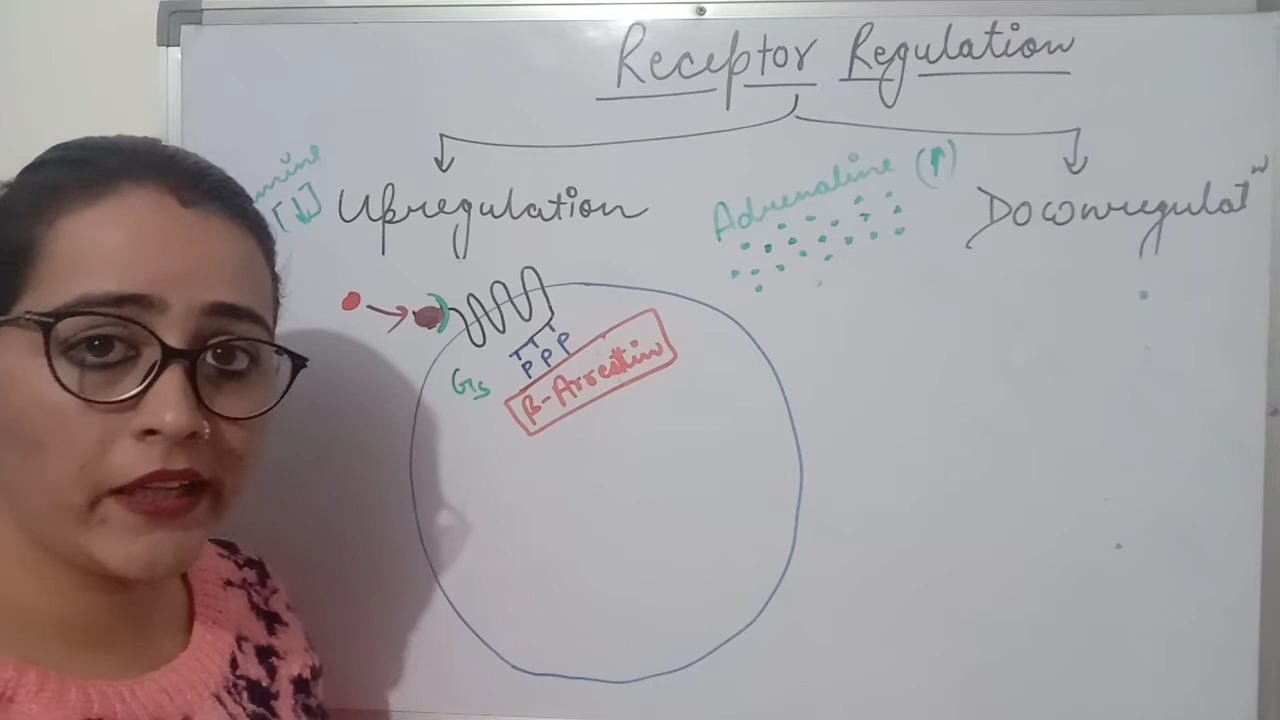 Receptor Regulation
Adrenaline (↑)
[↓] Upregulation
Downregulatⁿ
P P P
Gs
β-Arrestin